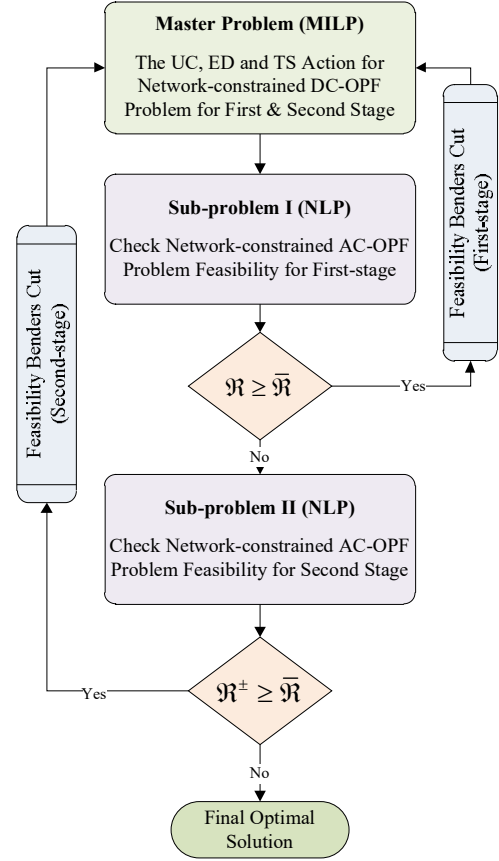 Master Problem (MILP)
The UC, ED and TS Action for
Network-constrained DC-OPF
Problem for First & Second Stage
Sub-problem I (NLP)
Check Network-constrained AC-OPF
Problem Feasibility for First-stage
Feasibility Benders Cut
(First-stage)
ℜ ≥ ℜ̅
Yes
No
Feasibility Benders Cut
(Second-stage)
Sub-problem II (NLP)
Check Network-constrained AC-OPF
Problem Feasibility for Second Stage
ℜ± ≥ ℜ̅
Yes
No
Final Optimal
Solution